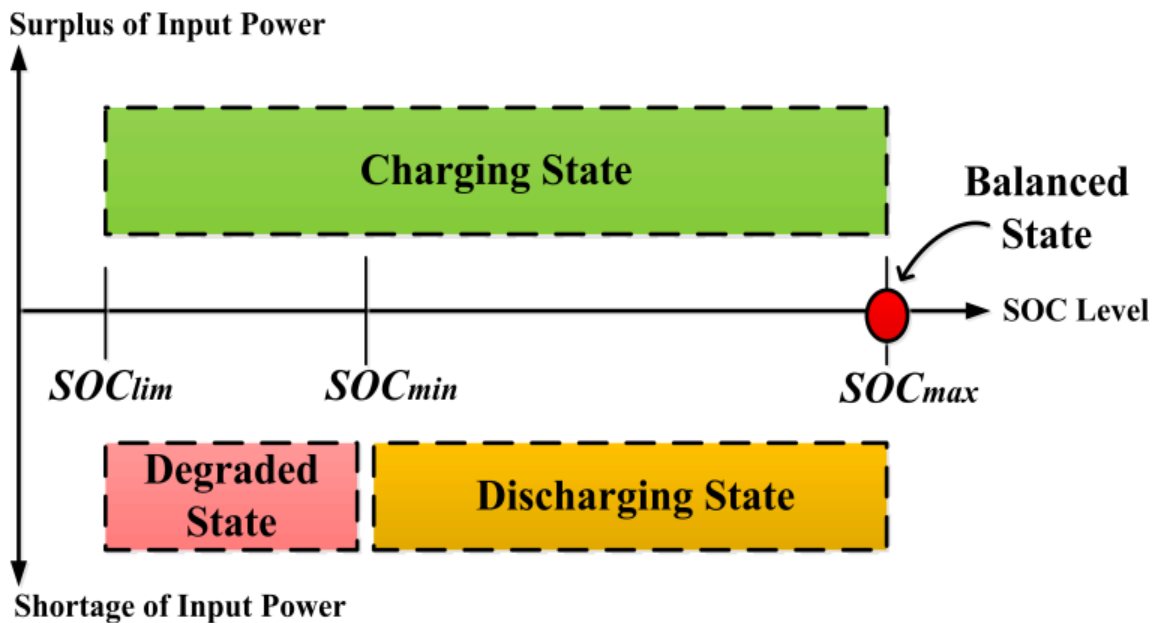 Surplus of Input Power
Charging State
Balanced
State
SOC Level
SOClim
SOCmin
SOCmax
Degraded
State
Discharging State
Shortage of Input Power